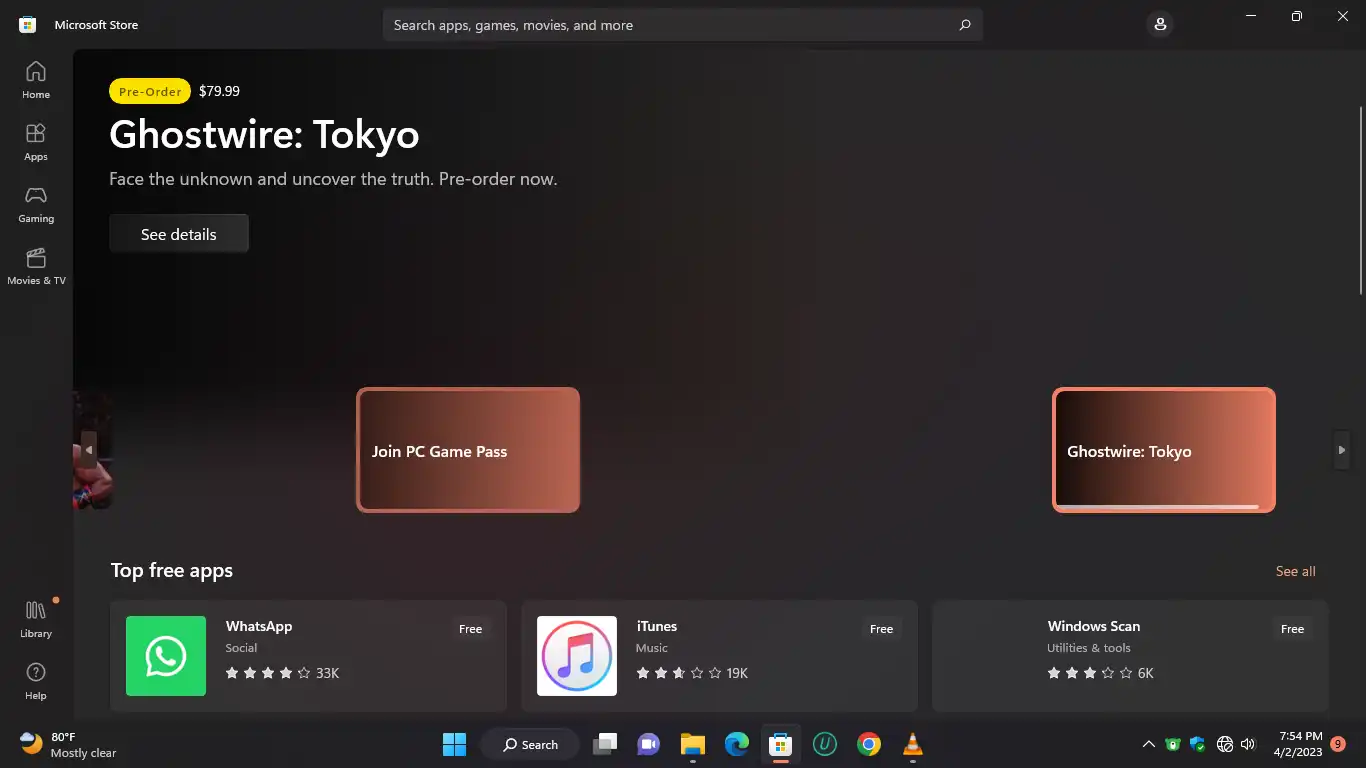 Microsoft Store
Search apps, games, movies, and more
Home
Apps
Gaming
Movies & TV
Library
Help
Pre-Order $79.99
Ghostwire: Tokyo
Face the unknown and uncover the truth. Pre-order now.
See details
Join PC Game Pass
Ghostwire: Tokyo
Top free apps
See all
WhatsApp
Free
Social
33K
iTunes
Free
Music
19K
Windows Scan
Free
Utilities & tools
6K
80°F
Mostly clear
Search
U
7:54 PM
4/2/2023
9